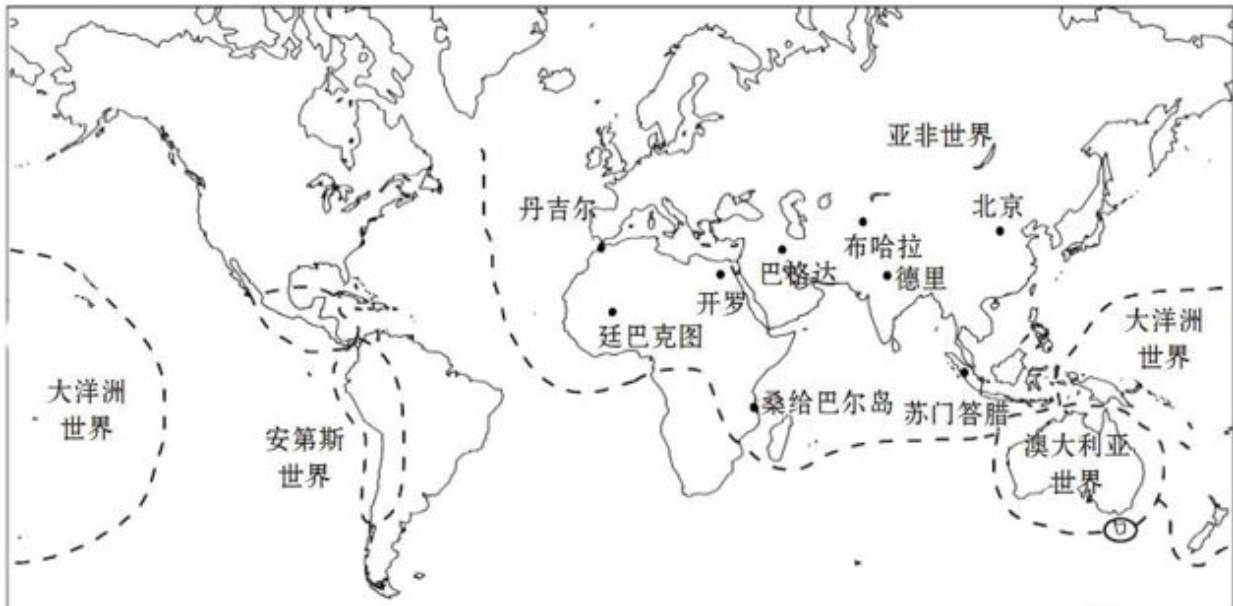 亚非世界
丹吉尔
北京
布哈拉
巴格达
德里
开罗
廷巴克图
大洋洲
世界
大洋洲
世界
桑给巴尔岛
苏门答腊
安第斯
世界
澳大利亚
世界